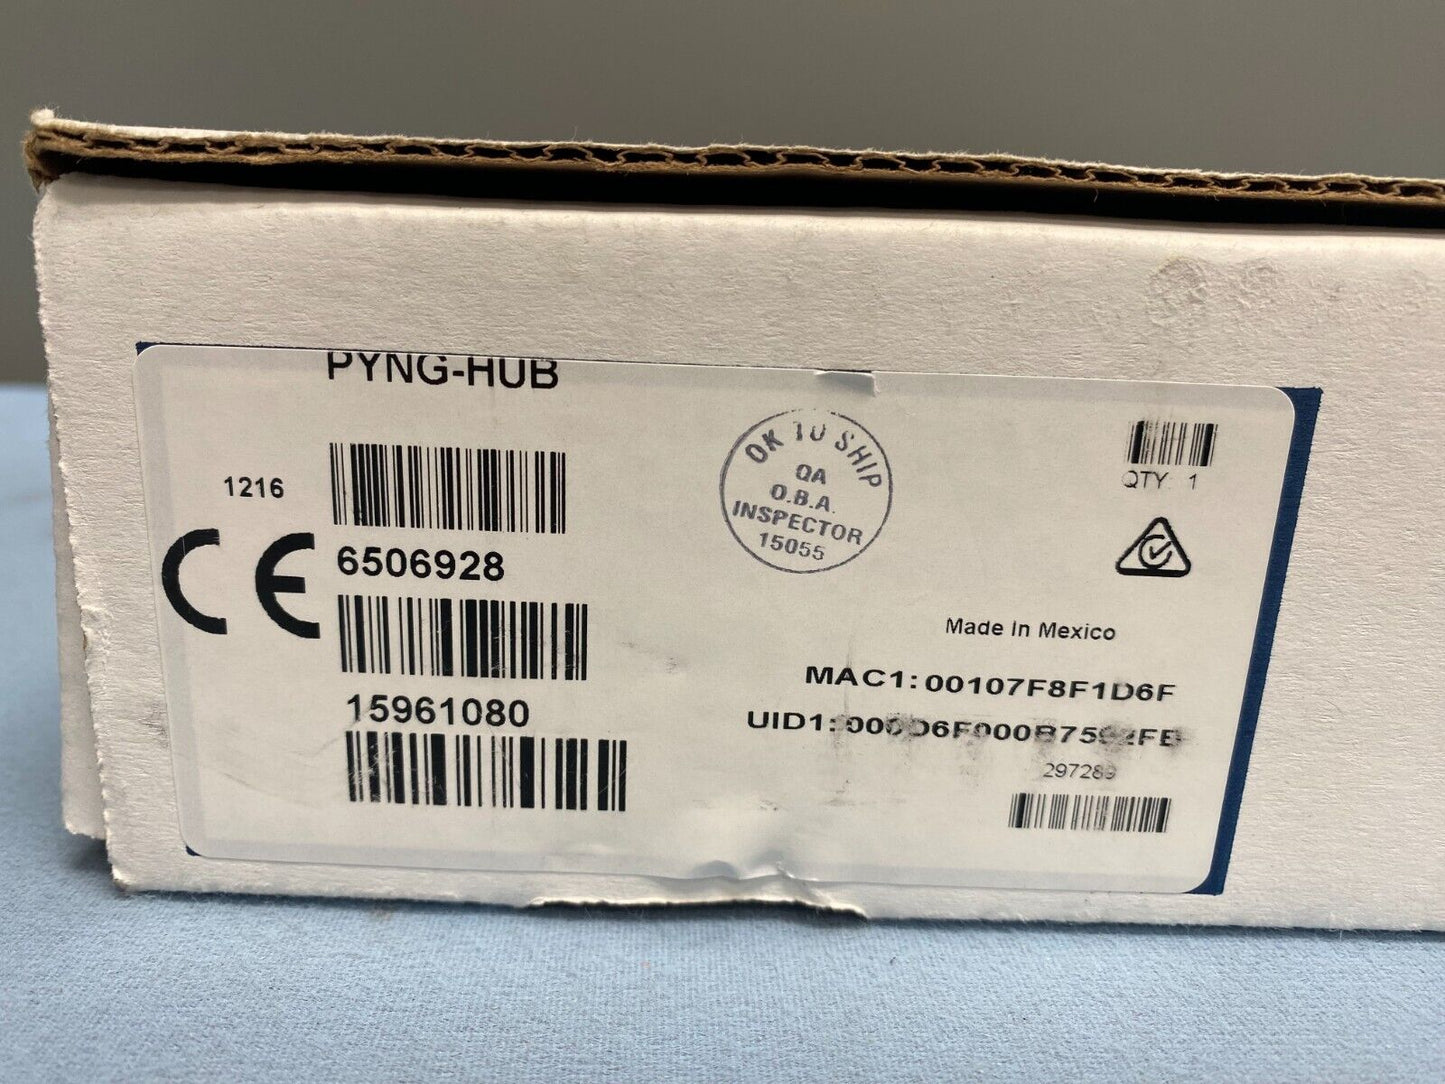 PYNG-HUB
1216
CE
6506928
15961080
OK TO SHIP
QA
O.B.A.
INSPECTOR
15055
QTY 1
Made in Mexico
MAC1:00107F8F1D6F
UID1:
297289